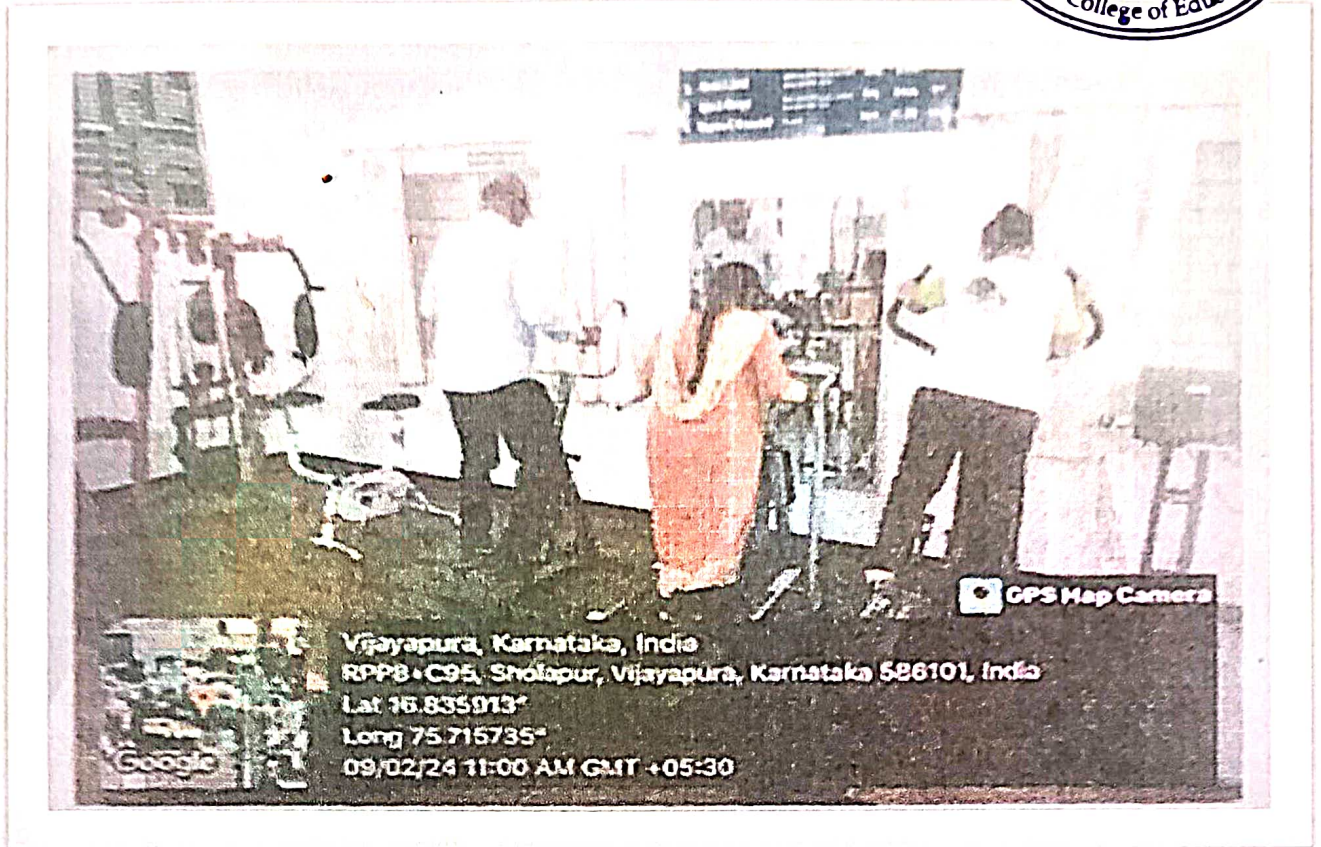 College of Edu
GPS Map Camera
Vijayapura, Karnataka, India
RPPB+C95, Sholapur, Vijayapura, Karnataka 586101, India
Lat 16.835913°
Long 75.715735°
09/02/24 11:00 AM GMT +05:30
Google